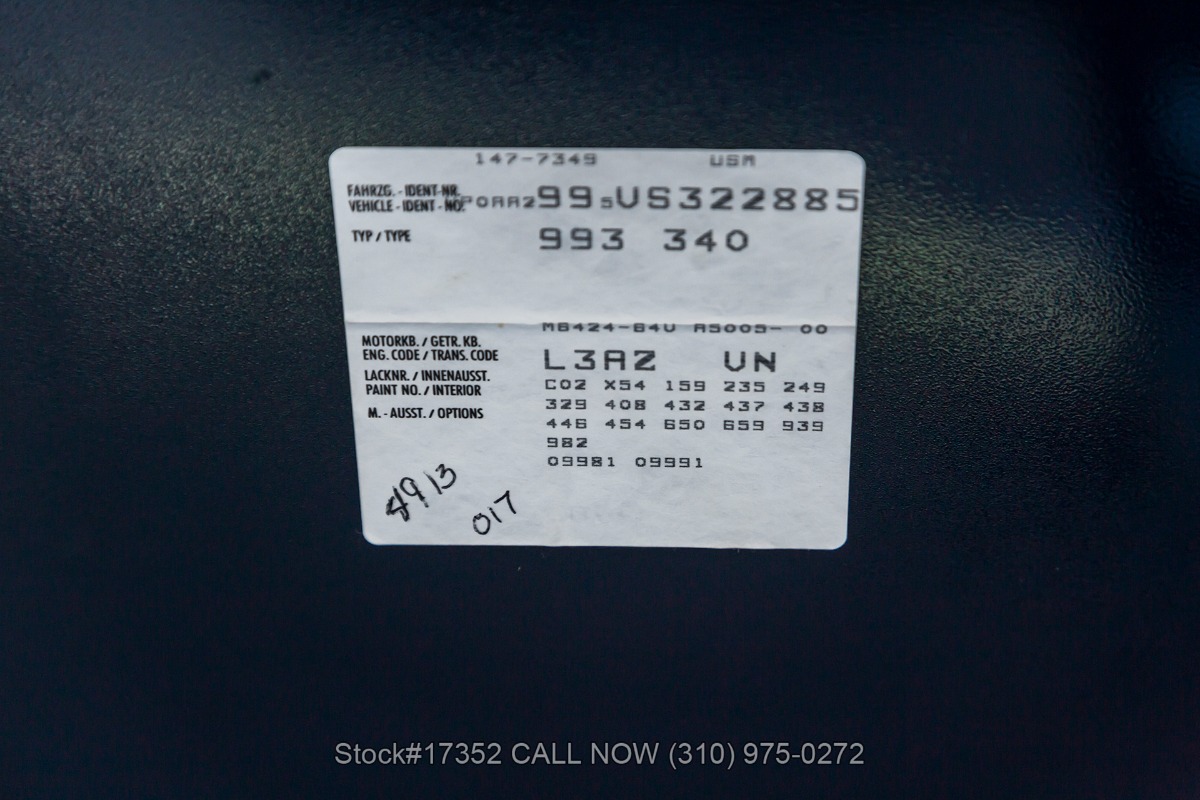 147-7349 USM
FAHRZG. - IDENT-NR.
VEHICLE - IDENT - NO. POAA299sVS322885
TYP / TYPE 993 340
M6424-64U A5005- 00
MOTORKB. / GETR. KB.
ENG. CODE / TRANS. CODE L3AZ VN
LACKNR. / INNENAUSST. C02 X54 159 235 249
PAINT NO. / INTERIOR
329 408 432 437 438
M. - AUSST. / OPTIONS
446 454 650 659 939
982
09981 09991
4913
017
Stock#17352 CALL NOW (310) 975-0272